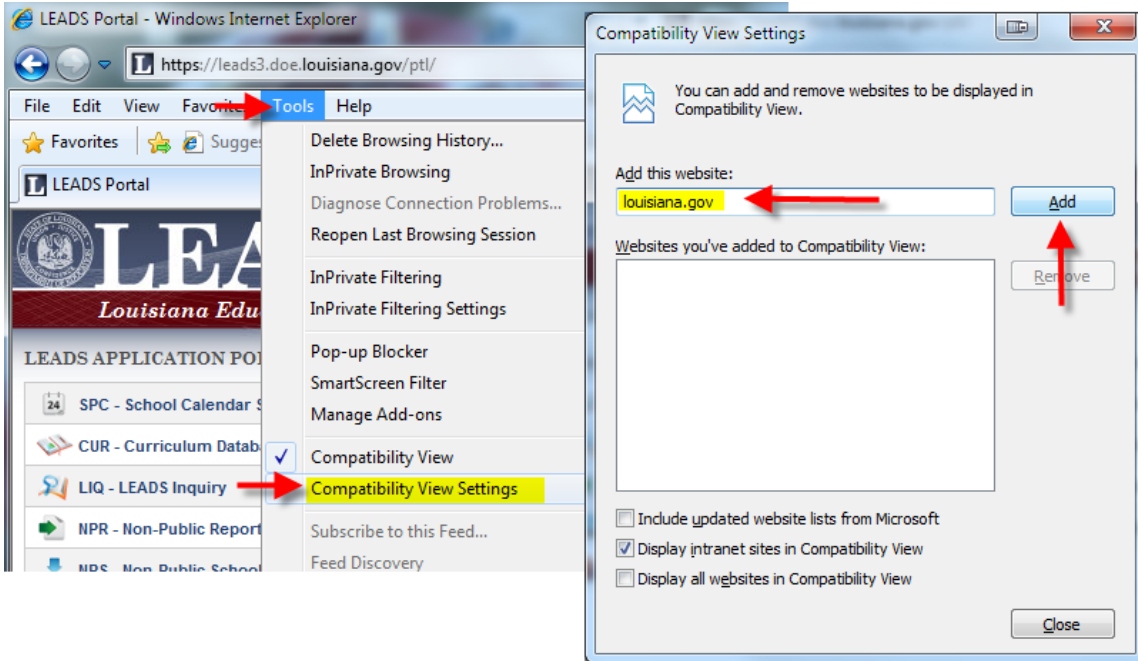 LEADS Portal - Windows Internet Explorer
https://leads3.doe.louisiana.gov/ptl/
File Edit View Tools Help
Favorites
LEADS Portal
Louisiana
LEADS APPLICATION
24 SPC - School Calendar
CUR - Curriculum
LIQ - LEADS Inquiry
NPR - Non-Public Report
NPS - Non-Public School
Delete Browsing History...
InPrivate Browsing
Diagnose Connection Problems...
Reopen Last Browsing Session
InPrivate Filtering
InPrivate Filtering Settings
Pop-up Blocker
SmartScreen Filter
Manage Add-ons
Compatibility View
Compatibility View Settings
Subscribe to this Feed...
Feed Discovery
Compatibility View Settings
You can add and remove websites to be displayed in
Compatibility View.
Add this website:
louisiana.gov
Add
Websites you've added to Compatibility View:
Remove
Include updated website lists from Microsoft
Display intranet sites in Compatibility View
Display all websites in Compatibility View
Close